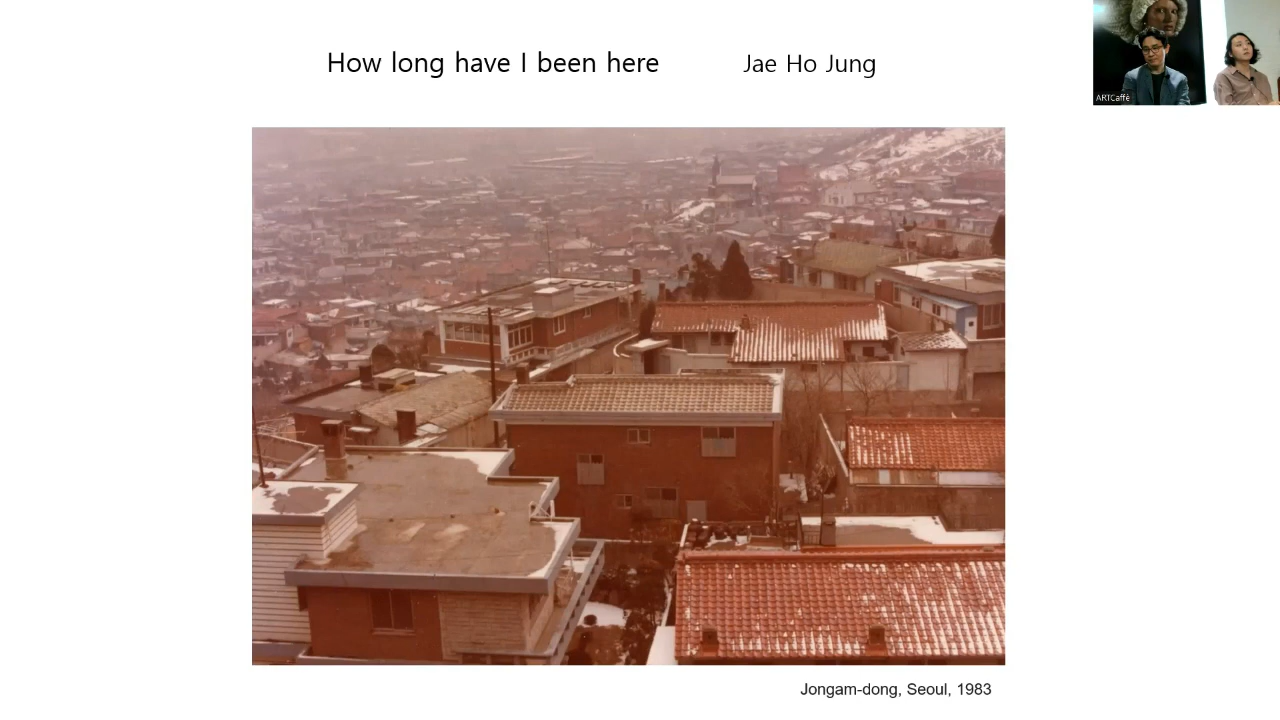 How long have I been here Jae Ho Jung
ARTCaffè
Jongam-dong, Seoul, 1983